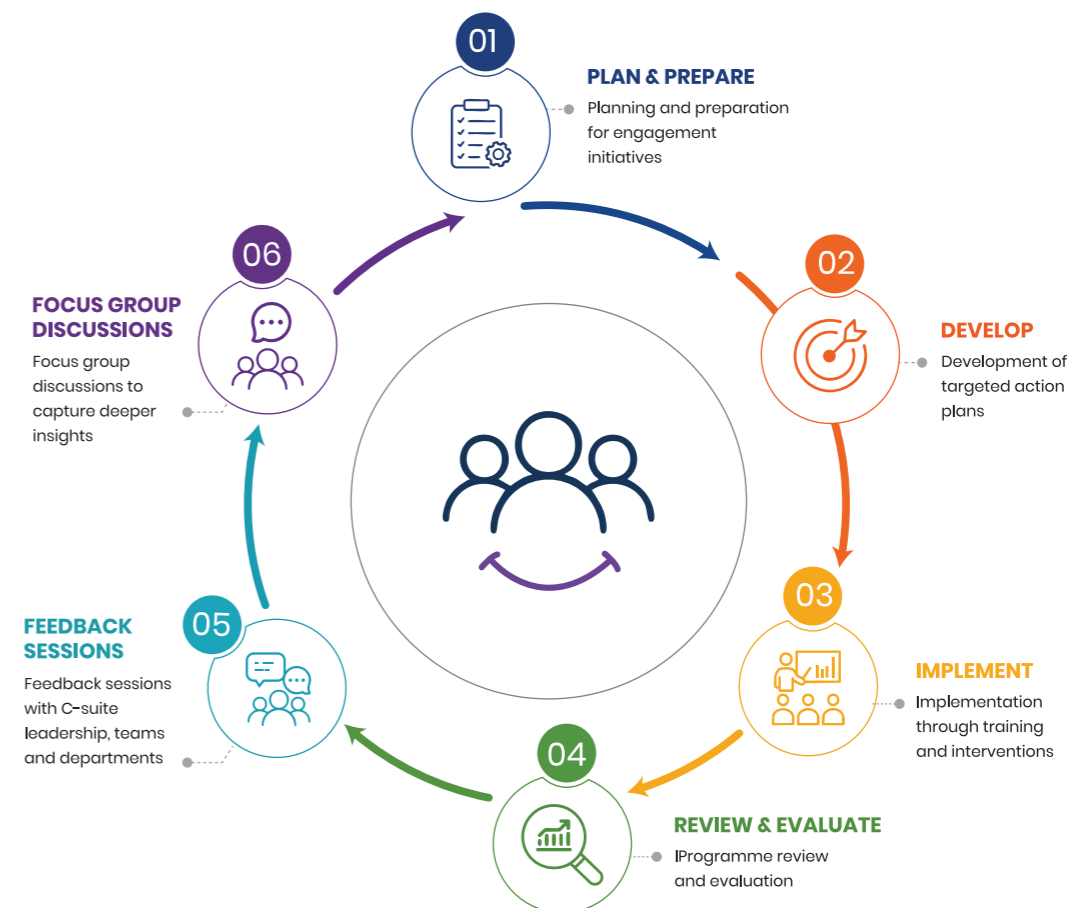 01
PLAN & PREPARE
Planning and preparation
for engagement
initiatives
02
DEVELOP
Development of
targeted action
plans
03
IMPLEMENT
Implementation
through training
and interventions
04
REVIEW & EVALUATE
IProgramme review
and evaluation
05
FEEDBACK
SESSIONS
Feedback sessions
with C-suite
leadership, teams
and departments
06
FOCUS GROUP
DISCUSSIONS
Focus group
discussions to
capture deeper
insights